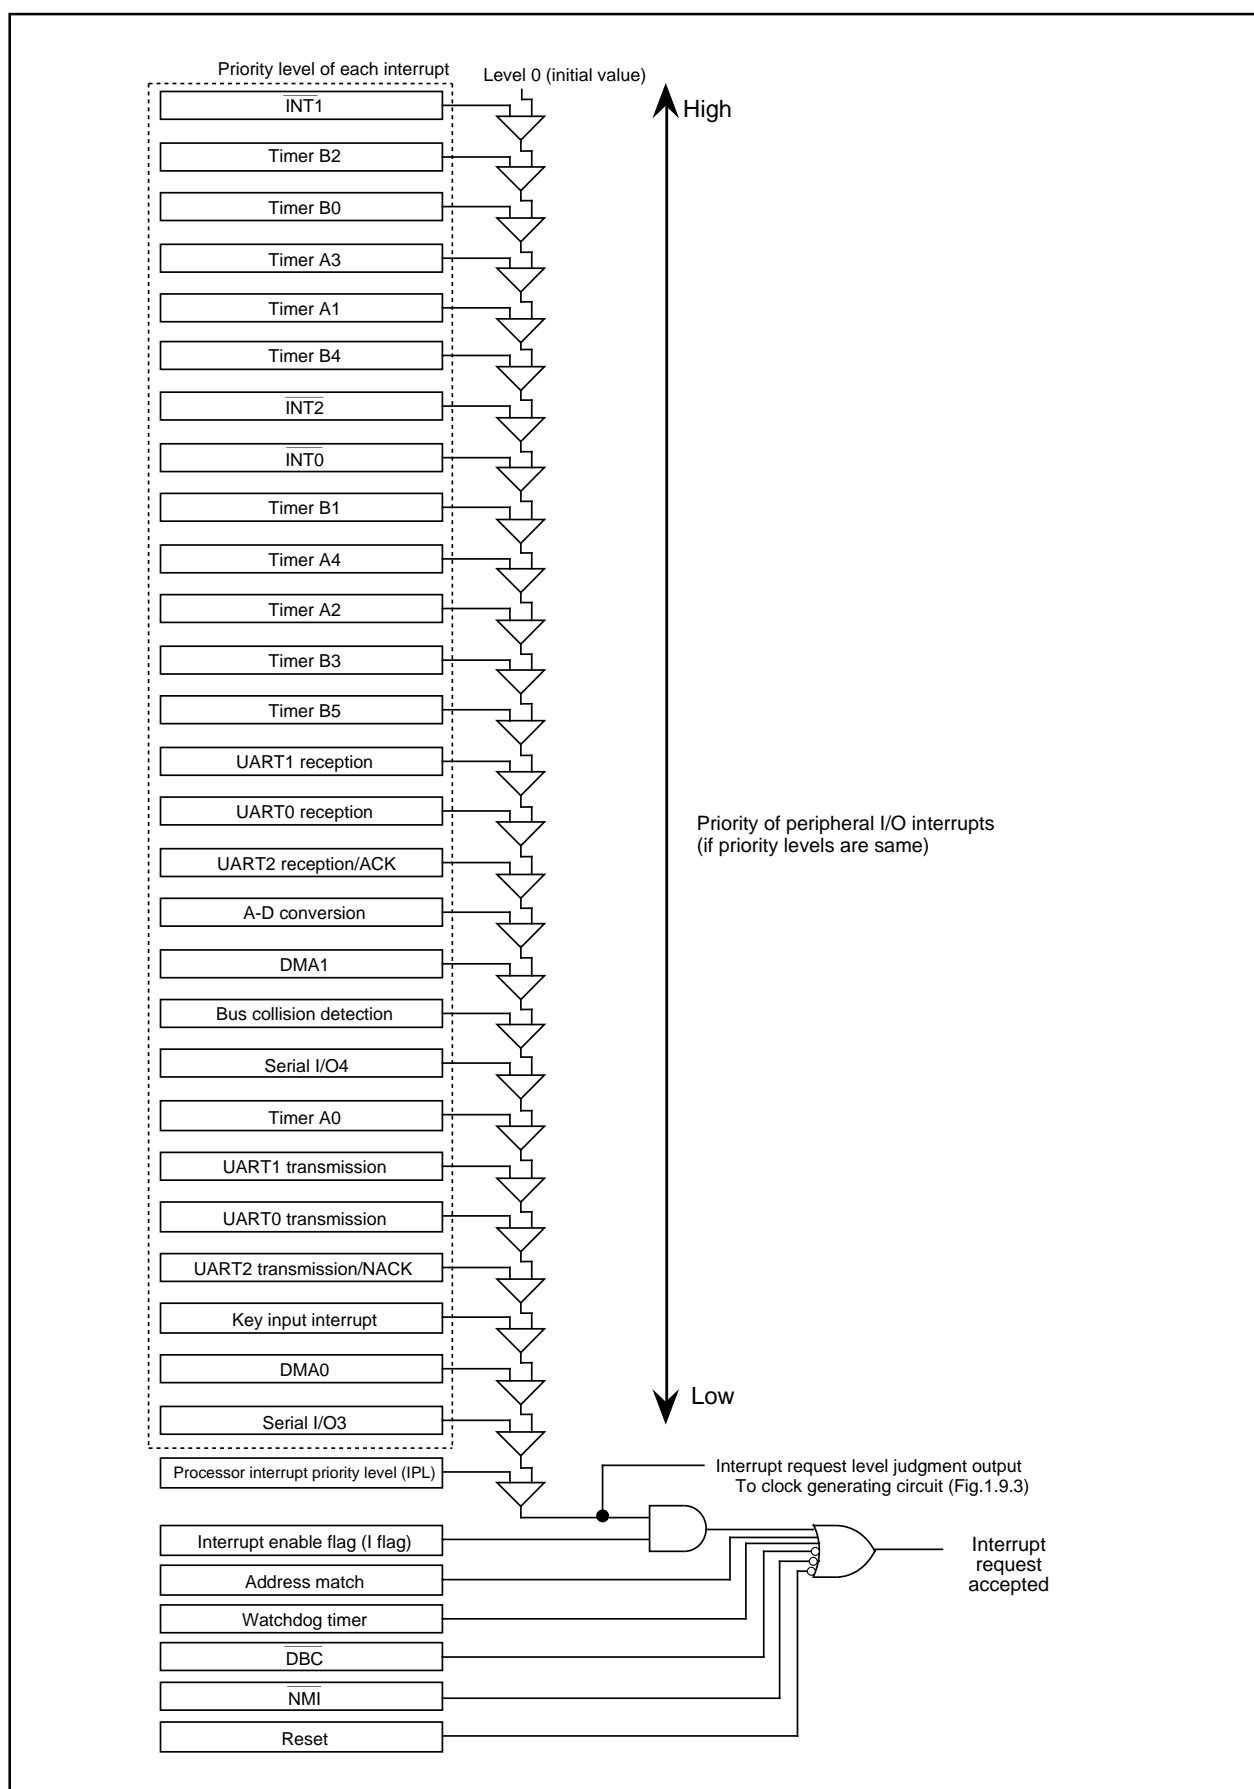 Priority level of each interrupt
Level 0 (initial value)
High
I̅N̅T̅1
Timer B2
Timer B0
Timer A3
Timer A1
Timer B4
I̅N̅T̅2̅
I̅N̅T̅0̅
Timer B1
Timer A4
Timer A2
Timer B3
Timer B5
UART1 reception
UART0 reception
Priority of peripheral I/O interrupts
(if priority levels are same)
UART2 reception/ACK
A-D conversion
DMA1
Bus collision detection
Serial I/O4
Timer A0
UART1 transmission
UART0 transmission
UART2 transmission/NACK
Key input interrupt
DMA0
Low
Serial I/O3
Processor interrupt priority level (IPL)
Interrupt request level judgment output
To clock generating circuit (Fig.1.9.3)
Interrupt enable flag (I flag)
Interrupt
request
accepted
Address match
Watchdog timer
D̅B̅C̅
N̅M̅I̅
Reset